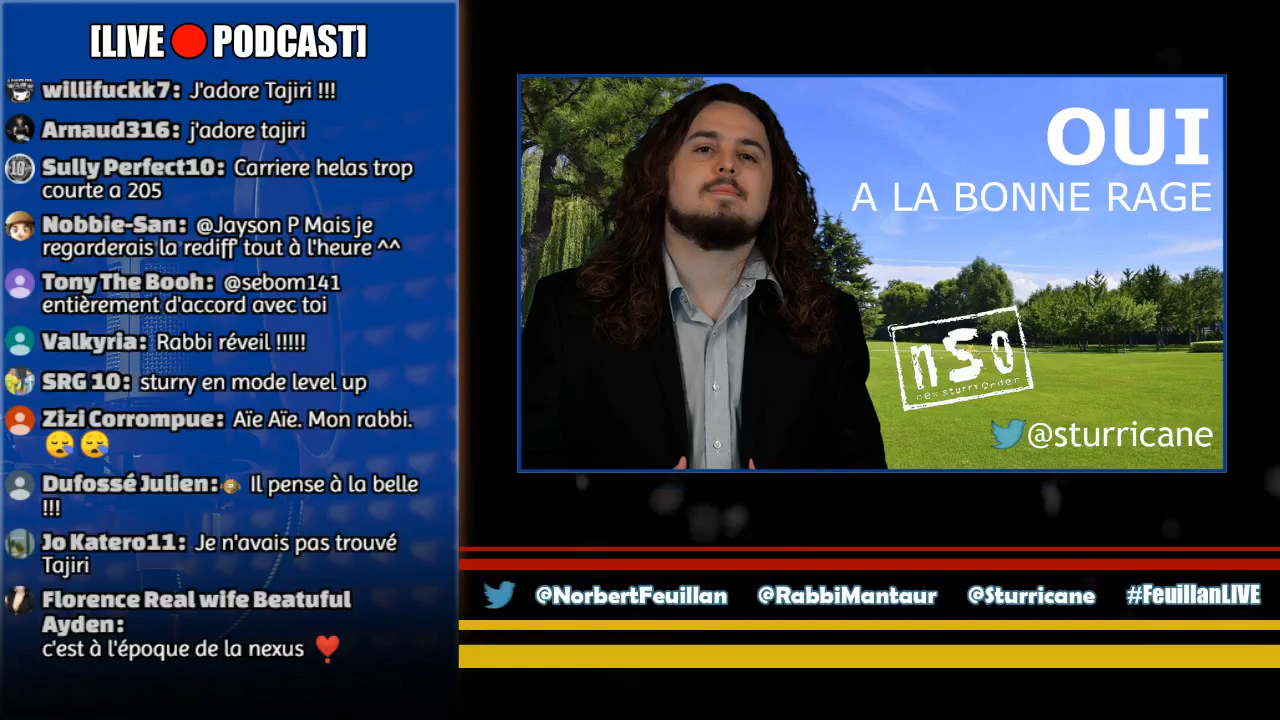 [LIVE PODCAST]
willifuckk7: J'adore Tajiri !!!
Arnaud316: j'adore tajiri
Sully Perfect10: Carriere helas trop
courte a 205
Nobbie-San: @Jayson P Mais je
regarderais la rediff tout à l'heure ^^
Tony The Booh: @sebom141
entièrement d'accord avec toi
Valkyria: Rabbi réveil !!!!!
SRG 10: sturry en mode level up
Zizi Corrompue: Aïe Aïe. Mon rabbi.
😪 😪
Dufossé Julien: Il pense à la belle
!!!
Jo Katero11: Je n'avais pas trouvé
Tajiri
Florence Real wife Beatuful
Ayden:
c'est à l'époque de la nexus ❣️
OUI
A LA BONNE RAGE
nSo
new sturrrOrder
@sturricane
@NorbertFeuillan @RabbiMantaur @Sturricane #FeuillanLIVE